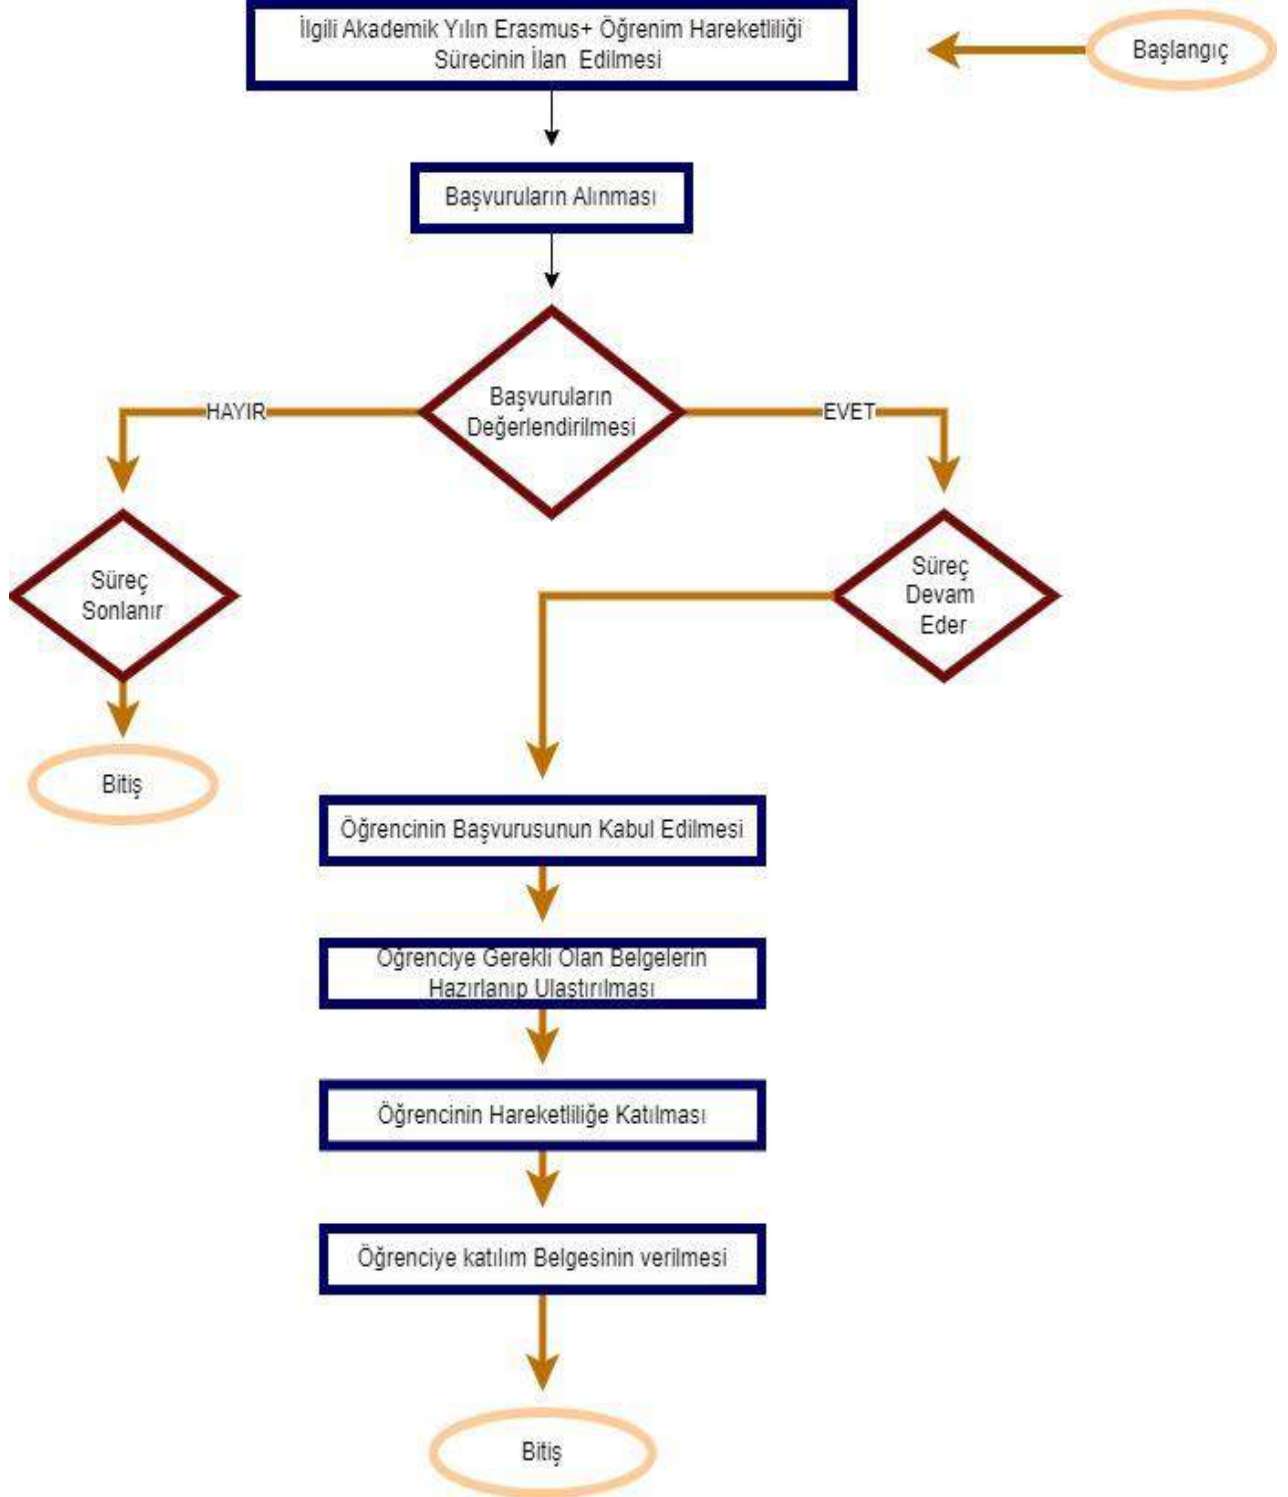 İlgili Akademik Yılın Erasmus+ Öğrenim Hareketliliği
Sürecinin İlan Edilmesi
Başlangıç
Başvuruların Alınması
Başvuruların
Değerlendirilmesi
HAYIR
EVET
Süreç
Sonlanır
Süreç
Devam
Eder
Bitiş
Öğrencinin Başvurusunun Kabul Edilmesi
Öğrenciye Gerekli Olan Belgelerin
Hazırlanıp Ulaştırılması
Öğrencinin Hareketliliğe Katılması
Öğrenciye katılım Belgesinin verilmesi
Bitiş